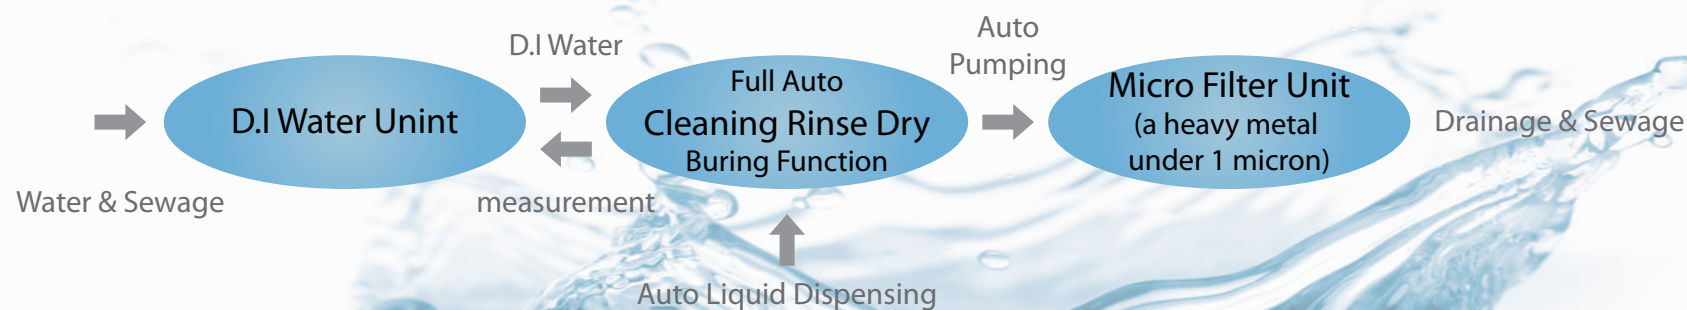 Water & Sewage
D.I Water Unint
D.I Water
measurement
Full Auto
Cleaning Rinse Dry
Buring Function
Auto Liquid Dispensing
Auto
Pumping
Micro Filter Unit
(a heavy metal
under 1 micron)
Drainage & Sewage